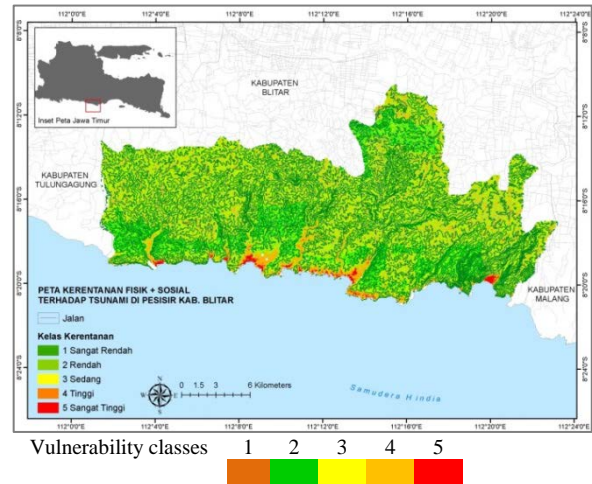 112°0'0"E 112°4'0"E 112°8'0"E 112°12'0"E 112°16'0"E 112°20'0"E 112°24'0"E
8°8'0"S 8°8'0"S
8°12'0"S 8°12'0"S
8°16'0"S 8°16'0"S
8°20'0"S 8°20'0"S
8°24'0"S 8°24'0"S
Inset Peta Jawa Timur
KABUPATEN
BLITAR
KABUPATEN
TULUNGAGUNG
KABUPATEN
MALANG
PETA KERENTANAN FISIK + SOSIAL
TERHADAP TSUNAMI DI PESISIR KAB. BLITAR
Jalan
Kelas Kerentanan
1 Sangat Rendah
2 Rendah
3 Sedang
4 Tinggi
5 Sangat Tinggi
N
W E
S
0 1.5 3 6 Kilometers
Samudera Hindia
112°0'0"E 112°4'0"E 112°8'0"E 112°12'0"E 112°16'0"E 112°20'0"E 112°24'0"E
Vulnerability classes 1 2 3 4 5